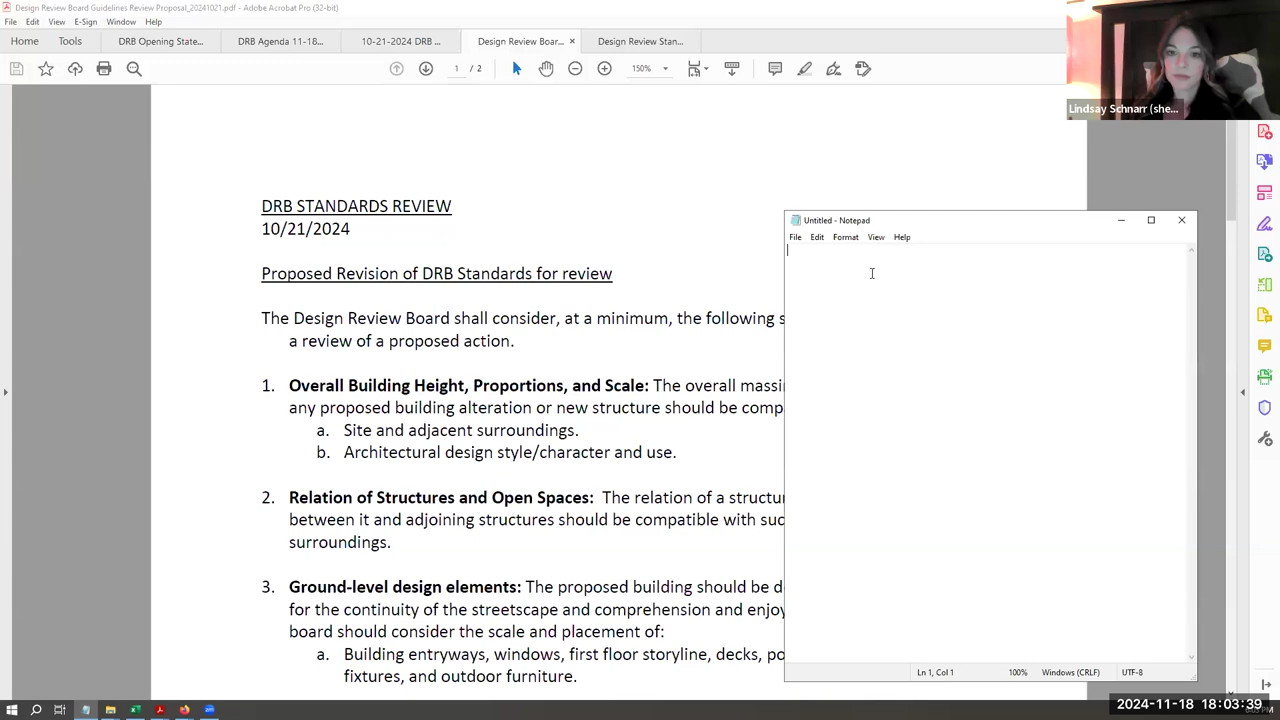 Design Review Board Guidelines Review Proposal_20241021.pdf - Adobe Acrobat Pro (32-bit)
File Edit View E-Sign Window Help
Home Tools DRB Opening State... DRB Agenda 11-18... 10-21-2024 DRB ... Design Review Boar... × Design Review Stan...
1 / 2 150%
Lindsay Schnarr (she...
DRB STANDARDS REVIEW
10/21/2024
Proposed Revision of DRB Standards for review
The Design Review Board shall consider, at a minimum, the following s
a review of a proposed action.
1. Overall Building Height, Proportions, and Scale: The overall massi
any proposed building alteration or new structure should be comp
a. Site and adjacent surroundings.
b. Architectural design style/character and use.
2. Relation of Structures and Open Spaces: The relation of a structu
between it and adjoining structures should be compatible with suc
surroundings.
3. Ground-level design elements: The proposed building should be d
for the continuity of the streetscape and comprehension and enjoy
board should consider the scale and placement of:
a. Building entryways, windows, first floor storyline, decks, po
fixtures, and outdoor furniture.
Untitled - Notepad
File Edit Format View Help
Ln 1, Col 1 100% Windows (CRLF) UTF-8
2024-11-18 18:03:39